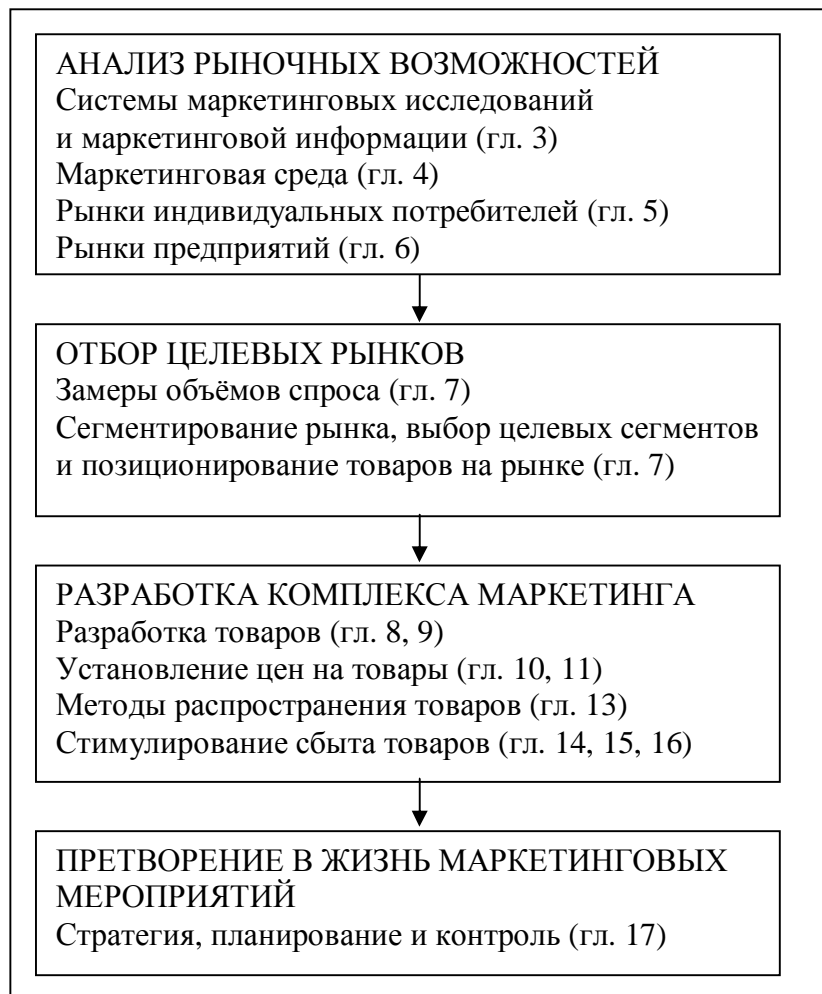 АНАЛИЗ РЫНОЧНЫХ ВОЗМОЖНОСТЕЙ
Системы маркетинговых исследований
и маркетинговой информации (гл. 3)
Маркетинговая среда (гл. 4)
Рынки индивидуальных потребителей (гл. 5)
Рынки предприятий (гл. 6)
ОТБОР ЦЕЛЕВЫХ РЫНКОВ
Замеры объёмов спроса (гл. 7)
Сегментирование рынка, выбор целевых сегментов
и позиционирование товаров на рынке (гл. 7)
РАЗРАБОТКА КОМПЛЕКСА МАРКЕТИНГА
Разработка товаров (гл. 8, 9)
Установление цен на товары (гл. 10, 11)
Методы распространения товаров (гл. 13)
Стимулирование сбыта товаров (гл. 14, 15, 16)
ПРЕТВОРЕНИЕ В ЖИЗНЬ МАРКЕТИНГОВЫХ
МЕРОПРИЯТИЙ
Стратегия, планирование и контроль (гл. 17)